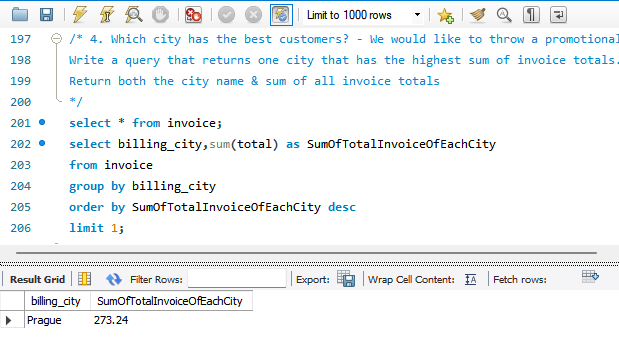 Limit to 1000 rows
197 /* 4. Which city has the best customers? - We would like to throw a promotional
198 Write a query that returns one city that has the highest sum of invoice totals.
199 Return both the city name & sum of all invoice totals
200 */
201 select * from invoice;
202 select billing_city,sum(total) as SumOfTotalInvoiceOfEachCity
203 from invoice
204 group by billing_city
205 order by SumOfTotalInvoiceOfEachCity desc
206 limit 1;
Result Grid Filter Rows: Export: Wrap Cell Content: Fetch rows:
billing_city SumOfTotalInvoiceOfEachCity
Prague 273.24